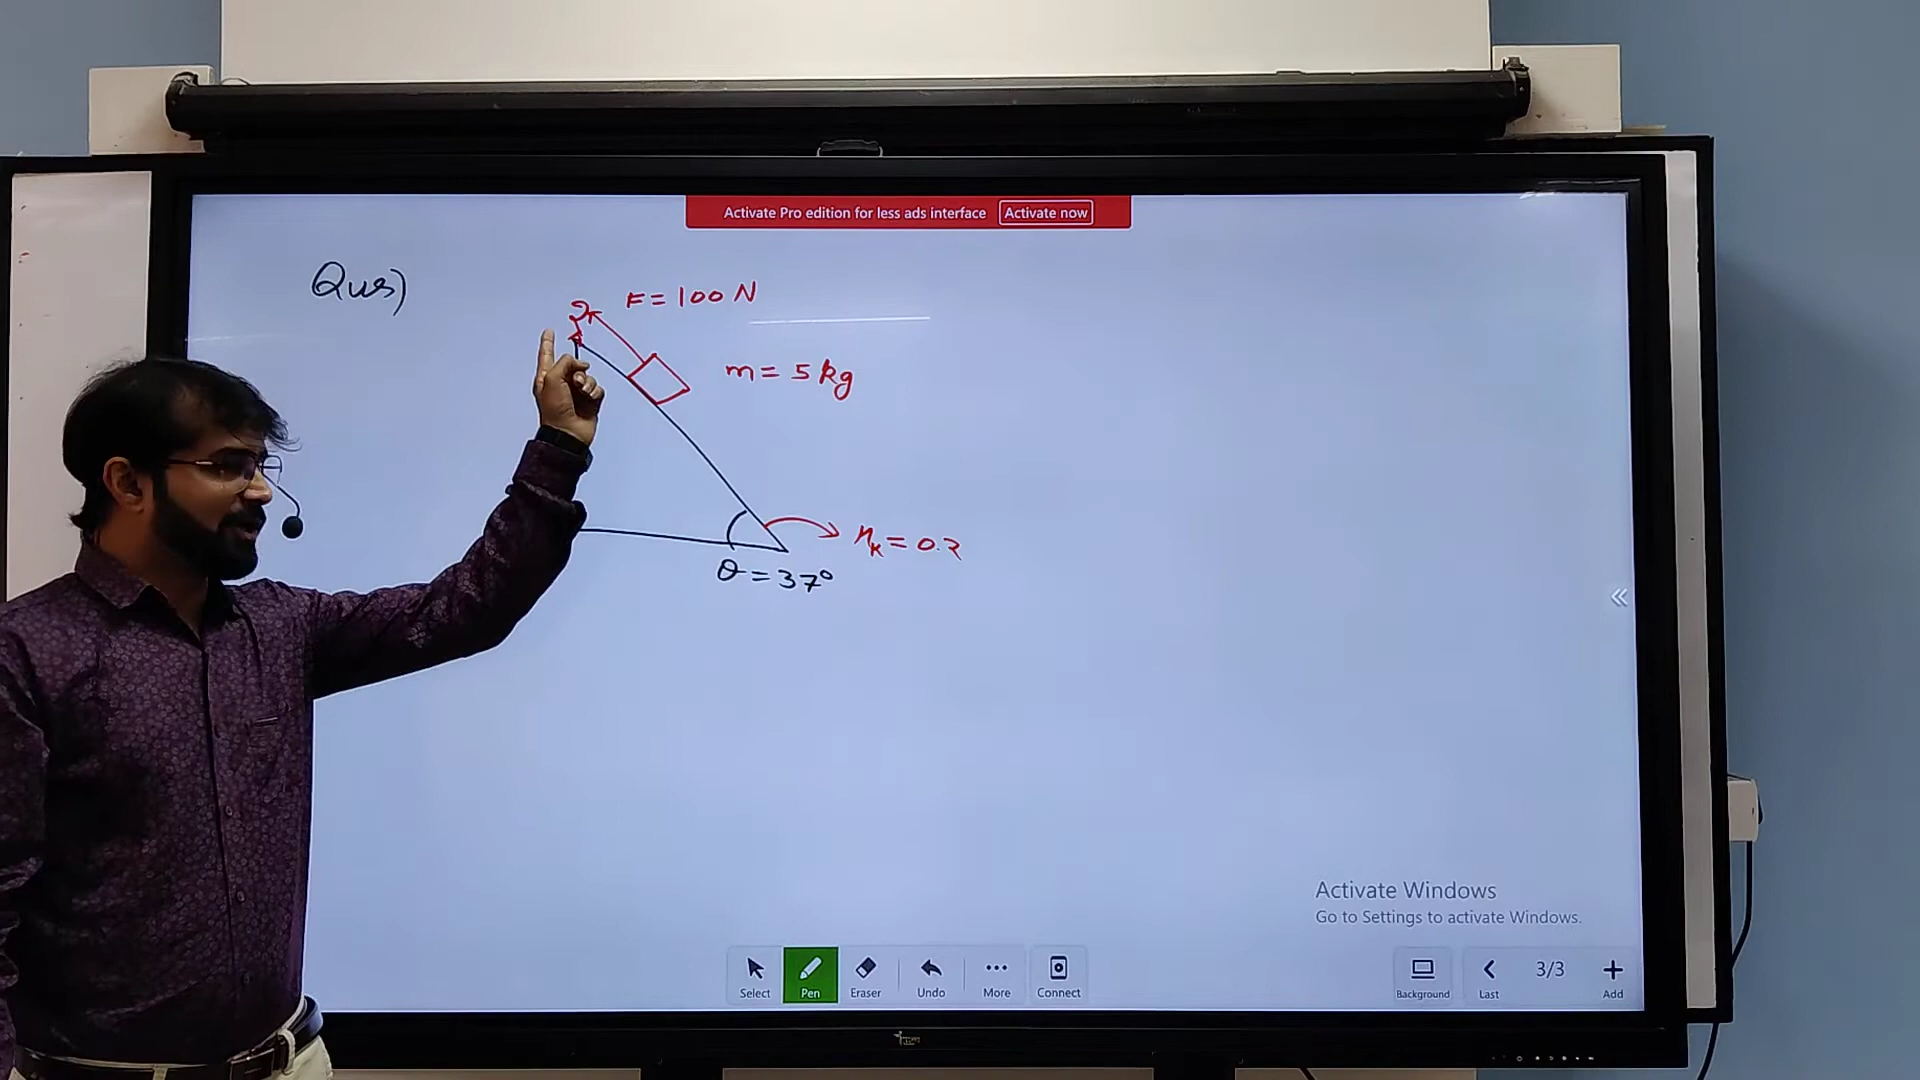 Activate Pro edition for less ads interface Activate now
Ques)
F = 100 N
m = 5 kg
μk = 0.2
θ = 37°
Activate Windows
Go to Settings to activate Windows.
Select Pen Eraser Undo More Connect
Background Last 3/3 Add